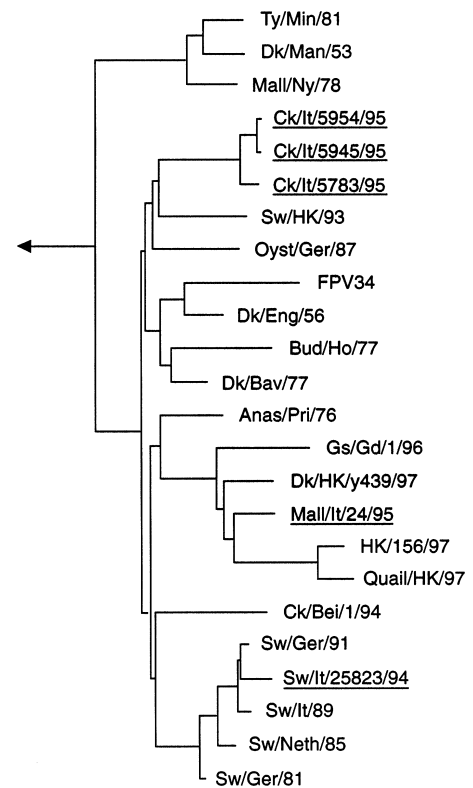 Ty/Min/81
Dk/Man/53
Mall/Ny/78
Ck/It/5954/95
Ck/It/5945/95
Ck/It/5783/95
Sw/HK/93
Oyst/Ger/87
FPV34
Dk/Eng/56
Bud/Ho/77
Dk/Bav/77
Anas/Pri/76
Gs/Gd/1/96
Dk/HK/y439/97
Mall/It/24/95
HK/156/97
Quail/HK/97
Ck/Bei/1/94
Sw/Ger/91
Sw/It/25823/94
Sw/It/89
Sw/Neth/85
Sw/Ger/81